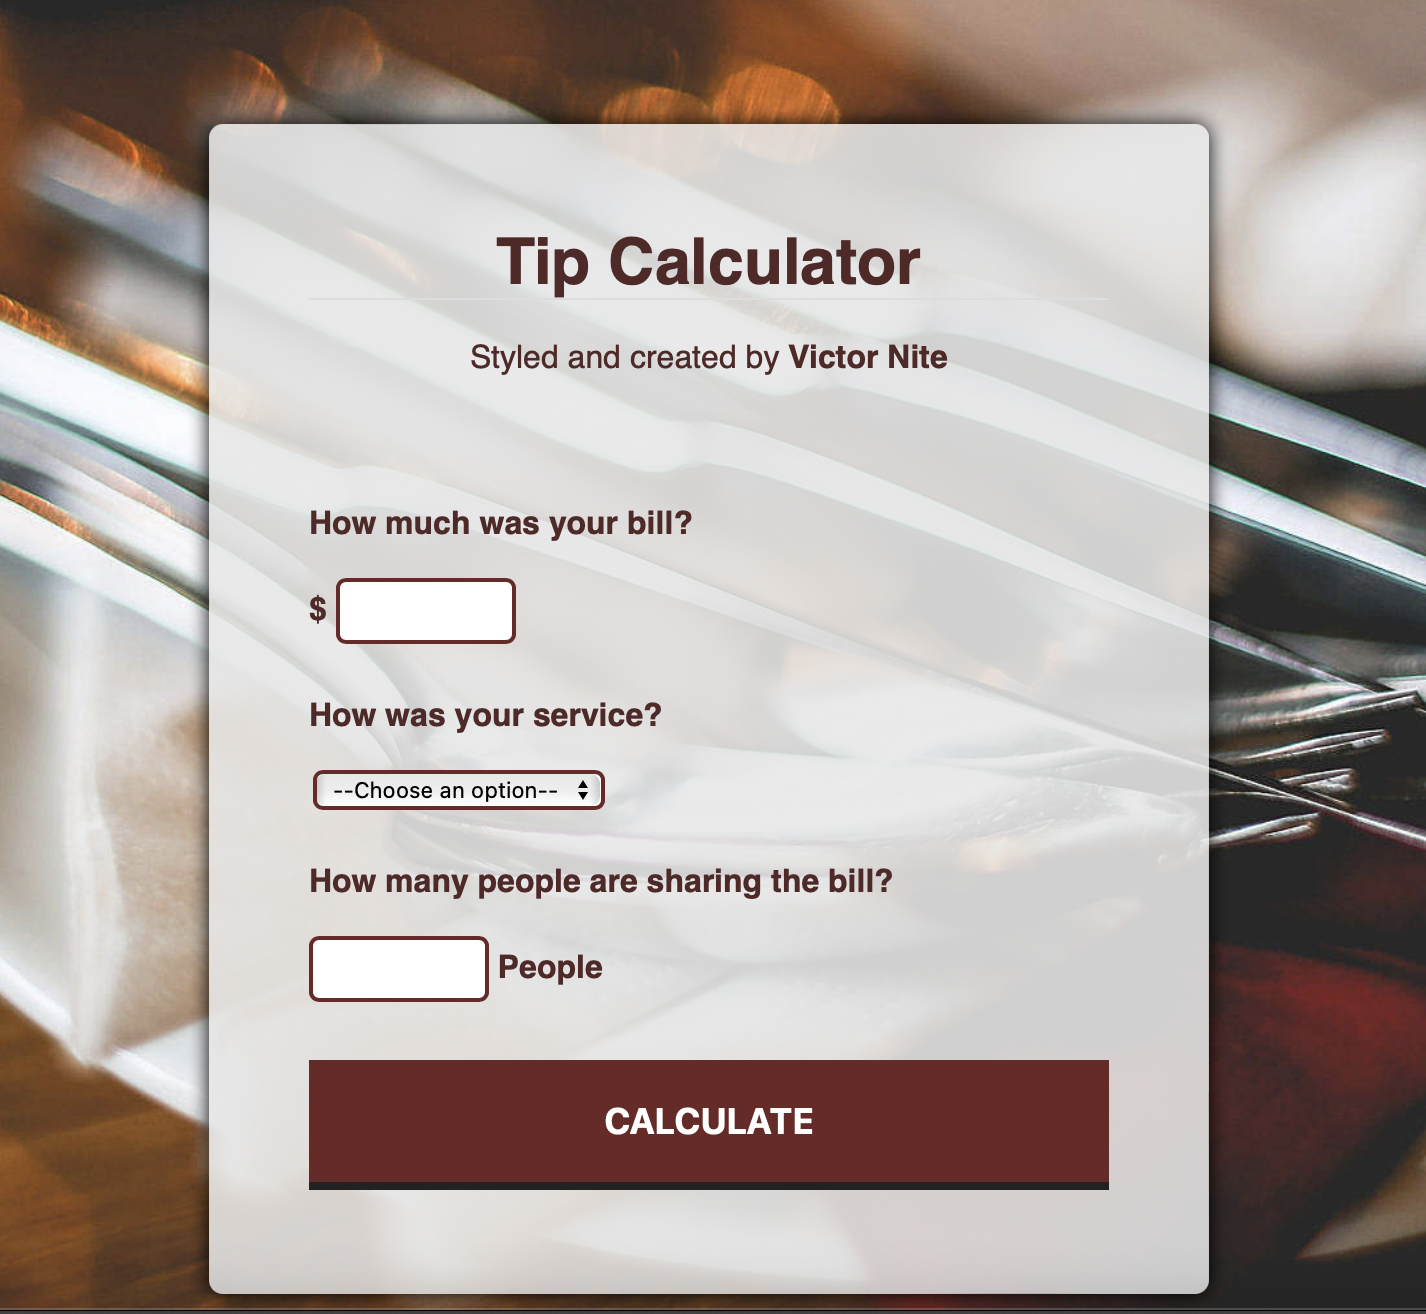 Tip Calculator
Styled and created by Victor Nite
How much was your bill?
$
How was your service?
--Choose an option--
How many people are sharing the bill?
People
CALCULATE